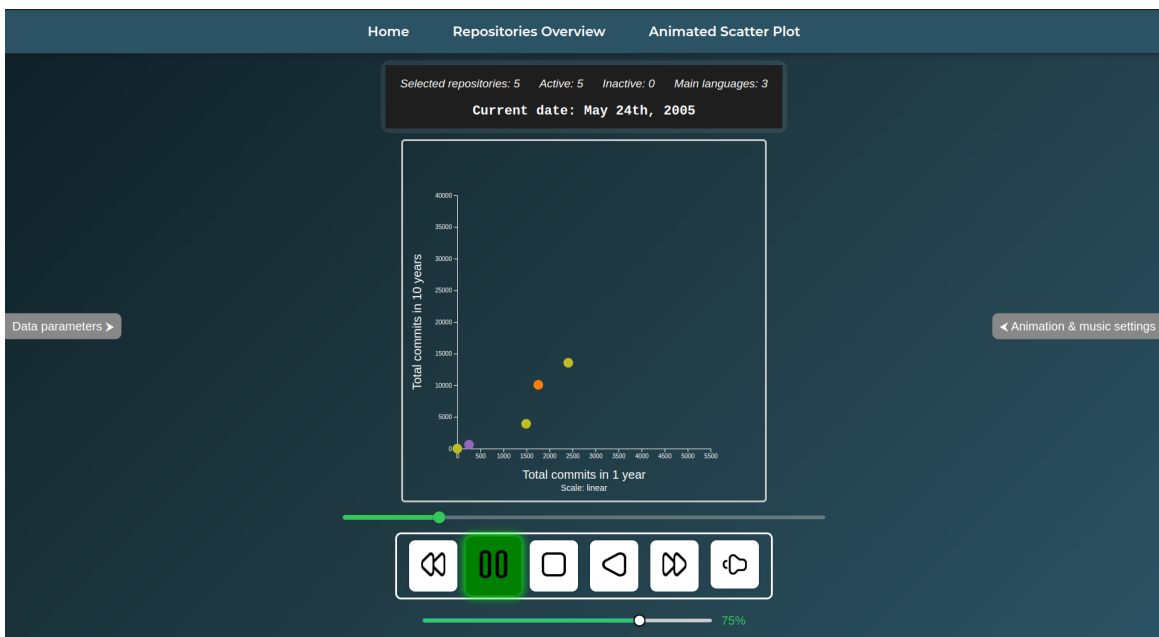 Home Repositories Overview Animated Scatter Plot
Selected repositories: 5 Active: 5 Inactive: 0 Main languages: 3
Current date: May 24th, 2005
40000
35000
30000
25000
20000
15000
10000
5000
0
Total commits in 10 years
0 500 1000 1500 2000 2500 3000 3500 4000 4500 5000 5500
Total commits in 1 year
Scale: linear
Data parameters ➤
⮜ Animation & music settings
75%